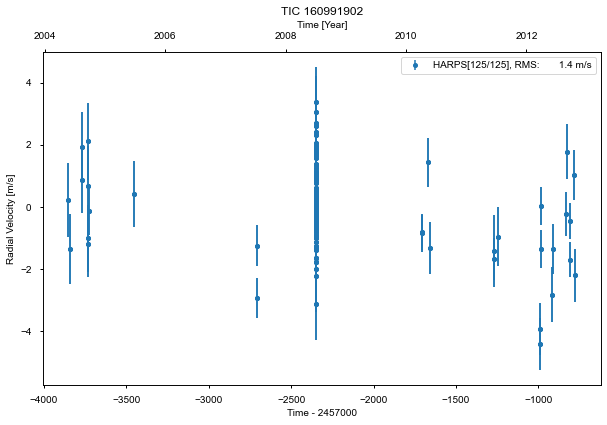 TIC 160991902
Time [Year]
2004 2006 2008 2010 2012
HARPS[125/125], RMS: 1.4 m/s
4
2
0
−2
−4
Radial Velocity [m/s]
−4000 −3500 −3000 −2500 −2000 −1500 −1000
Time - 2457000